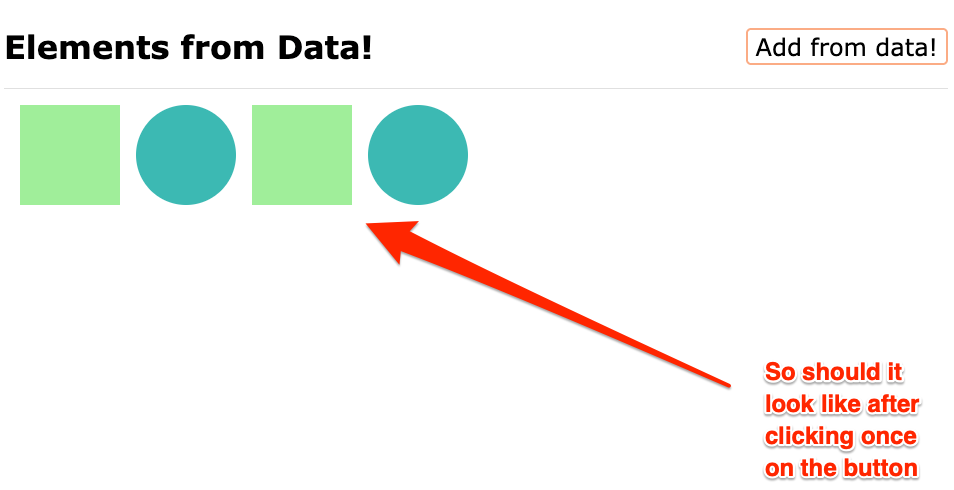 Elements from Data!
Add from data!
So should it
look like after
clicking once
on the button